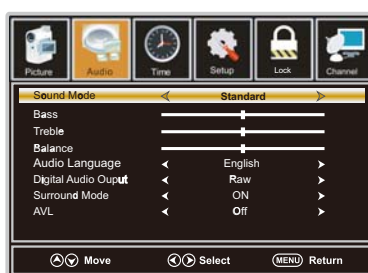 Picture Audio Time Setup Lock Channel
Sound Mode Standard
Bass
Treble
Balance
Audio Language English
Digital Audio Ouput Raw
Surround Mode ON
AVL Off
Move Select MENU Return